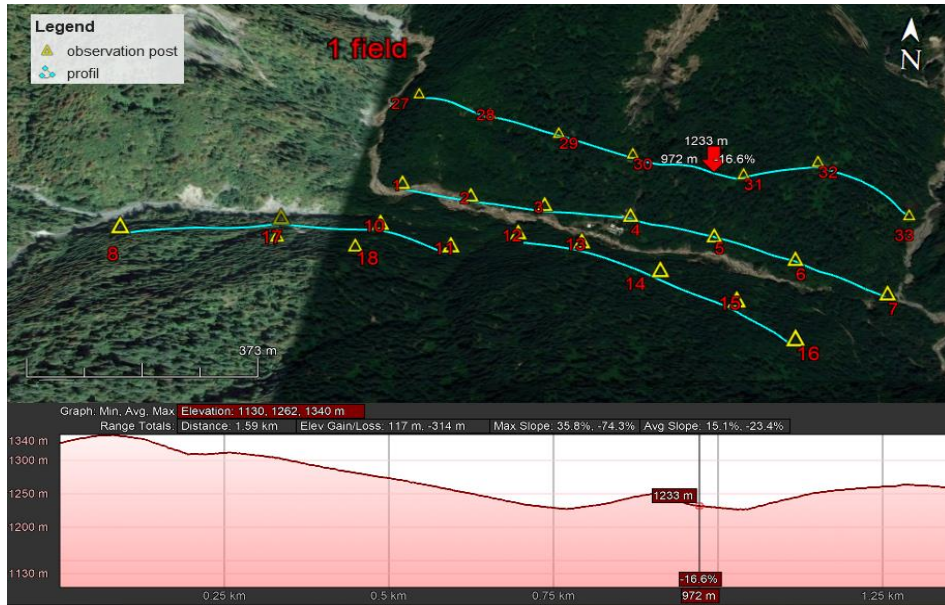 Legend
observation post
profil
1 field
N
27
28
29
30
1233 m
972 m -16.6%
31
32
33
1
2
3
4
5
6
7
8
17
10
18
11
12
13
14
15
16
373 m
Graph: Min, Avg, Max Elevation: 1130, 1262, 1340 m
Range Totals: Distance: 1.59 km Elev Gain/Loss: 117 m, -314 m Max Slope: 35.8%, -74.3% Avg Slope: 15.1%, -23.4%
1340 m
1300 m
1250 m
1233 m
1200 m
1130 m
-16.6%
0.25 km 0.5 km 0.75 km 972 m 1.25 km